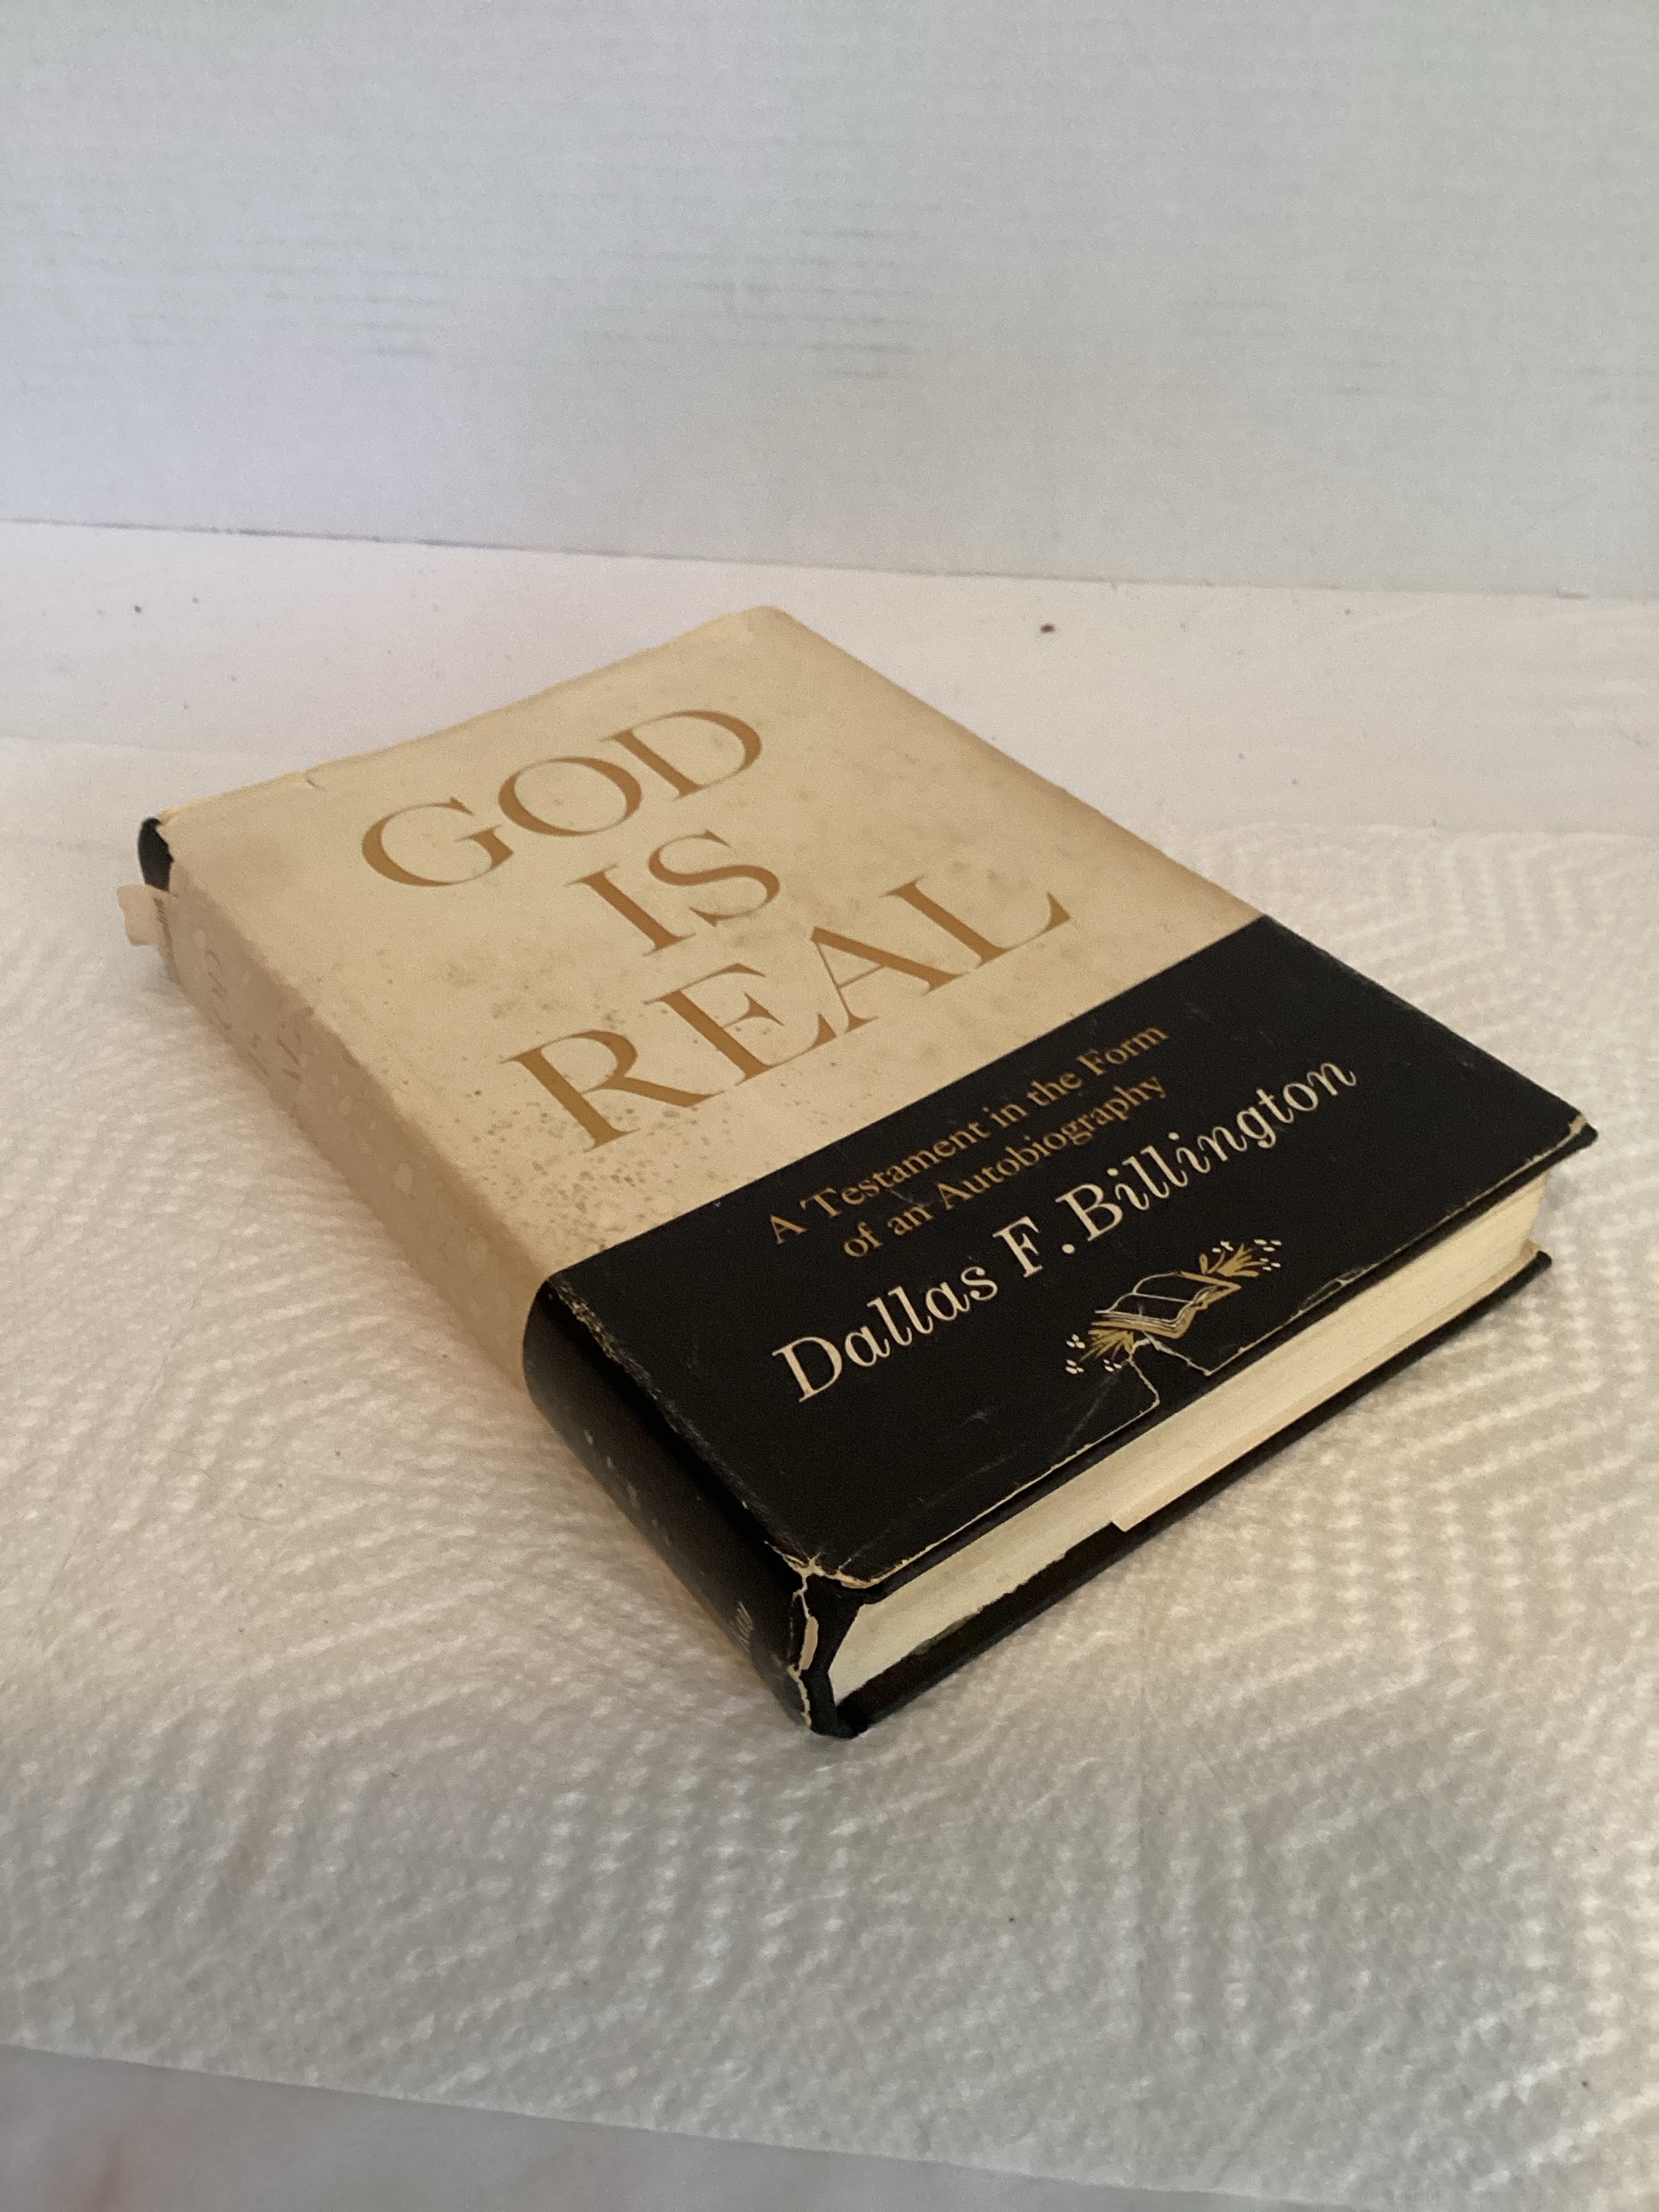 GOD
IS
REAL
A Testament in the Form
of an Autobiography
Dallas F. Billington